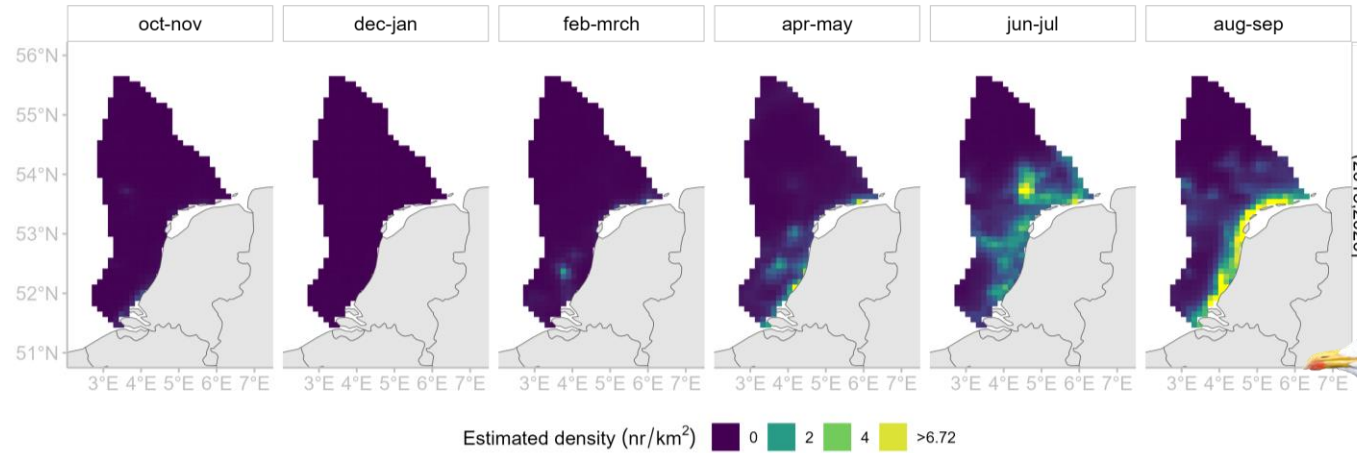 oct-nov
dec-jan
feb-mrch
apr-may
jun-jul
aug-sep
56°N
55°N
54°N
53°N
52°N
51°N
3°E 4°E 5°E 6°E 7°E
3°E 4°E 5°E 6°E 7°E
3°E 4°E 5°E 6°E 7°E
3°E 4°E 5°E 6°E 7°E
3°E 4°E 5°E 6°E 7°E
3°E 4°E 5°E 6°E 7°E
Estimated density (nr/km²) 0 2 4 >6.72